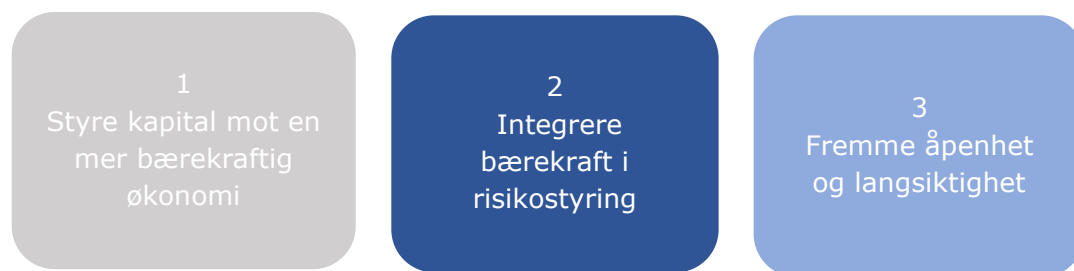 1
Styre kapital mot en
mer bærekraftig
økonomi
2
Integrere
bærekraft i
risikostyring
3
Fremme åpenhet
og langsiktighet